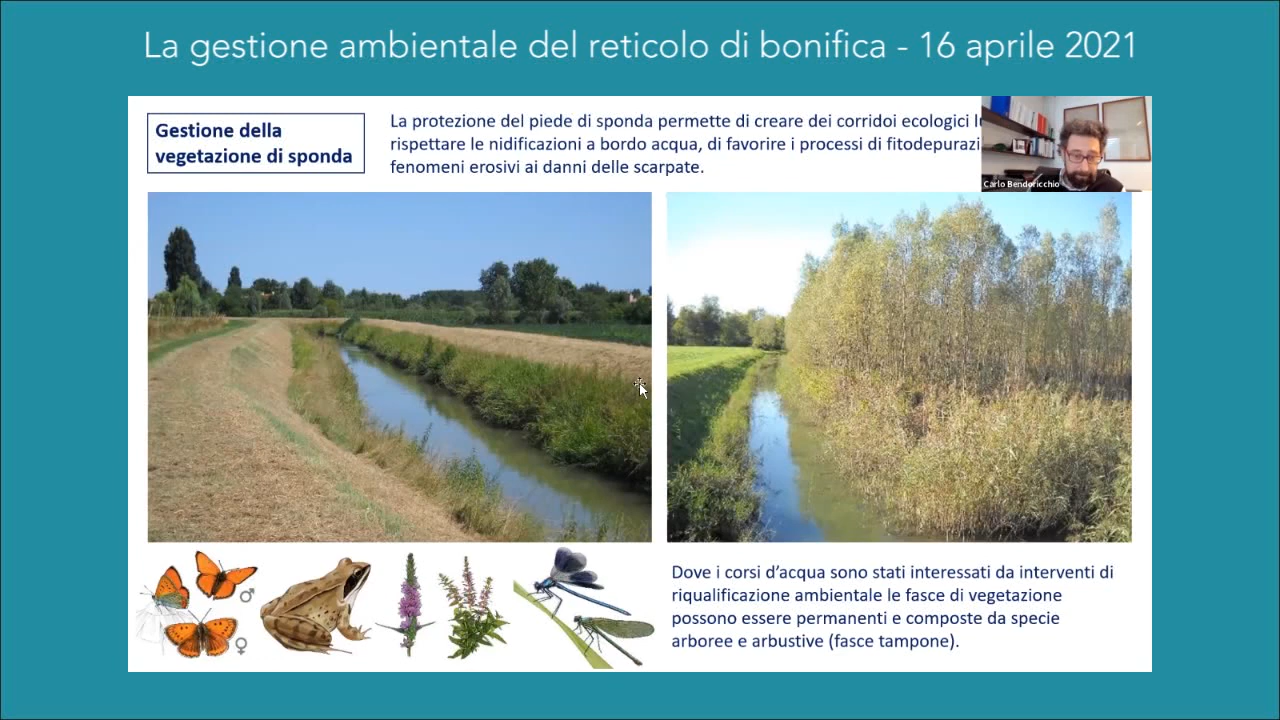 La gestione ambientale del reticolo di bonifica - 16 aprile 2021
Gestione della
vegetazione di sponda
La protezione del piede di sponda permette di creare dei corridoi ecologici
rispettare le nidificazioni a bordo acqua, di favorire i processi di
fenomeni erosivi ai danni delle scarpate.
Carlo Bendoricchio
♂
♀
Dove i corsi d’acqua sono stati interessati da interventi di
riqualificazione ambientale le fasce di vegetazione
possono essere permanenti e composte da specie
arboree e arbustive (fasce tampone).